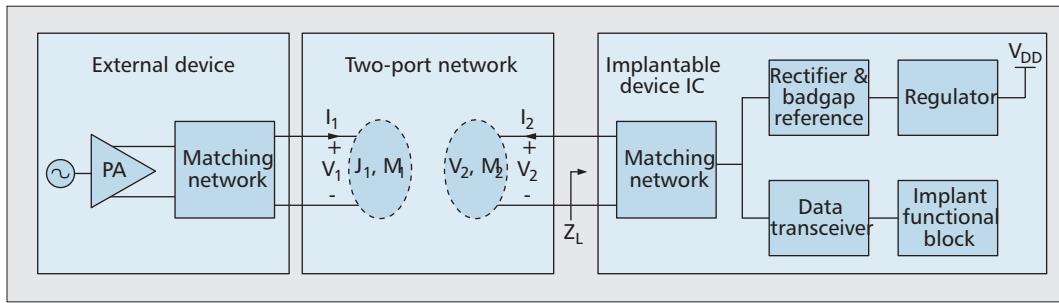 External device
PA
Matching
network
Two-port network
I1
+
V1
-
J1, M1
V2, M2
I2
+
V2
-
ZL
Implantable
device IC
Matching
network
Rectifier &
badgap
reference
Regulator
VDD
Data
transceiver
Implant
functional
block